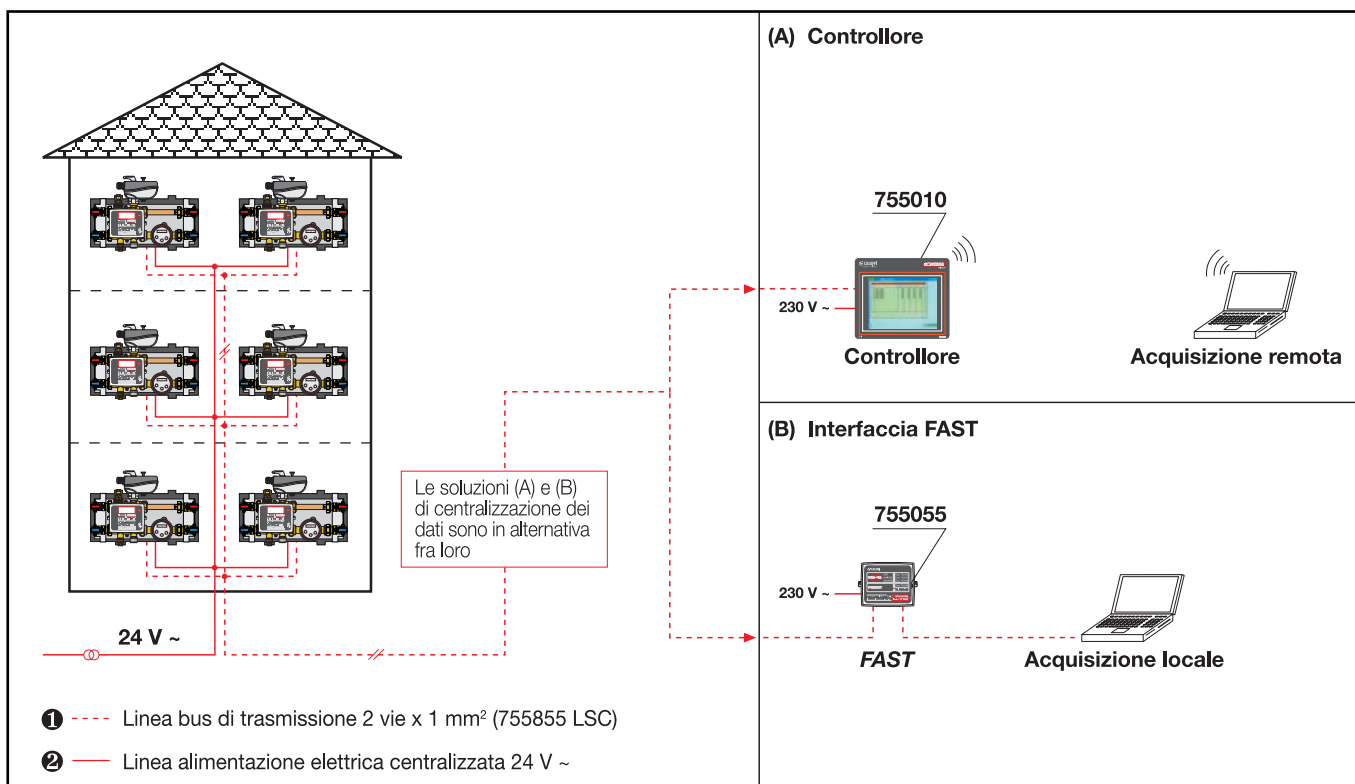 (A) Controllore
755010
230 V ~
Controllore
Acquisizione remota
(B) Interfaccia FAST
755055
230 V ~
FAST
Acquisizione locale
Le soluzioni (A) e (B)
di centralizzazione dei
dati sono in alternativa
fra loro
24 V ~
❶ Linea bus di trasmissione 2 vie x 1 mm² (755855 LSC)
❷ Linea alimentazione elettrica centralizzata 24 V ~